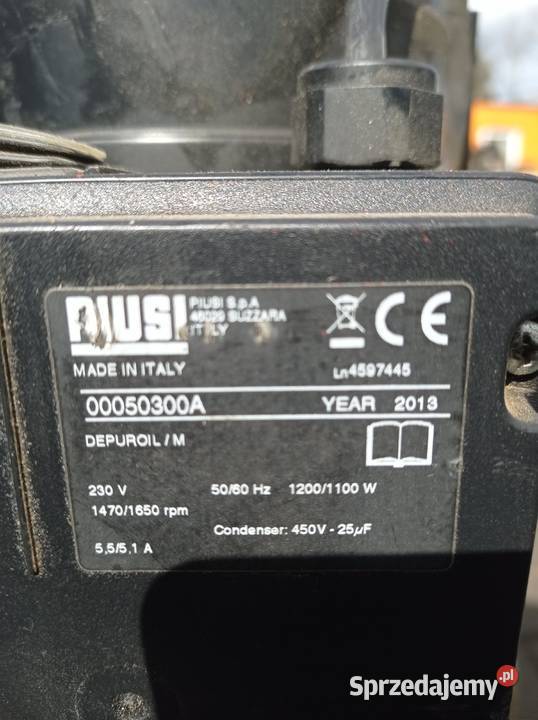 PIUSI
PIUSI S.p.A
46029 SUZZARA
ITALY
CE
MADE IN ITALY
Ln4597445
00050300A YEAR 2013
DEPUROIL / M
230 V 50/60 Hz 1200/1100 W
1470/1650 rpm
Condenser: 450V - 25µF
5,5/5,1 A
Sprzedajemy.pl